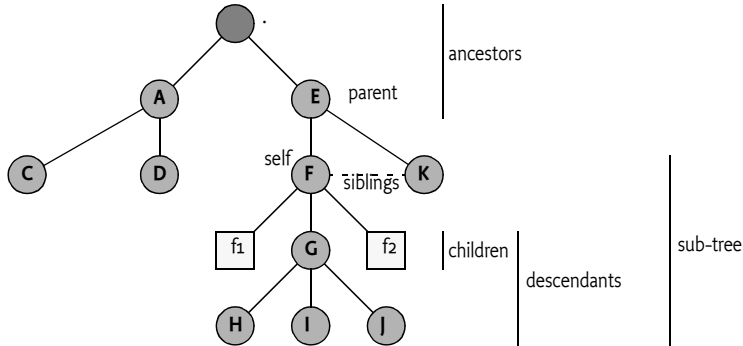 .
ancestors
A
E
parent
C
D
self
F
siblings
K
f1
G
f2
children
sub-tree
descendants
H
I
J